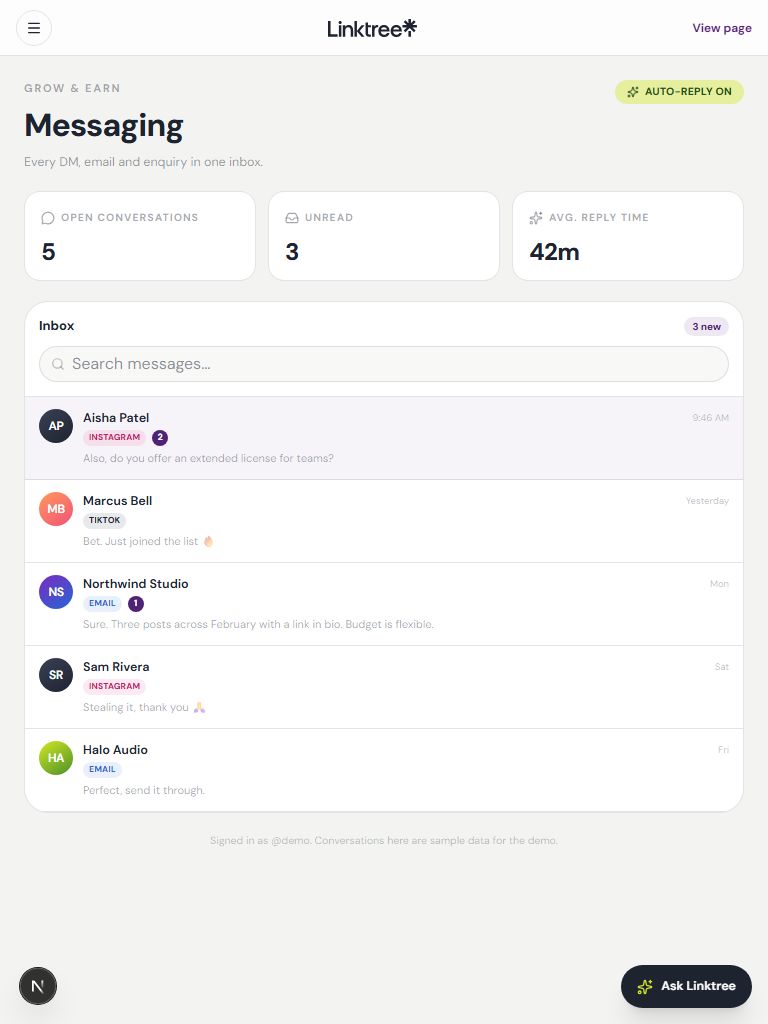 Linktree
View page
GROW & EARN
AUTO-REPLY ON
Messaging
Every DM, email and enquiry in one inbox.
OPEN CONVERSATIONS
5
UNREAD
3
AVG. REPLY TIME
42m
Inbox
3 new
Search messages...
AP
Aisha Patel
9:46 AM
INSTAGRAM 2
Also, do you offer an extended license for teams?
MB
Marcus Bell
Yesterday
TIKTOK
Bet. Just joined the list 🔥
NS
Northwind Studio
Mon
EMAIL 1
Sure. Three posts across February with a link in bio. Budget is flexible.
SR
Sam Rivera
Sat
INSTAGRAM
Stealing it, thank you 🙏
HA
Halo Audio
Fri
EMAIL
Perfect, send it through.
Signed in as @demo. Conversations here are sample data for the demo.
N
Ask Linktree